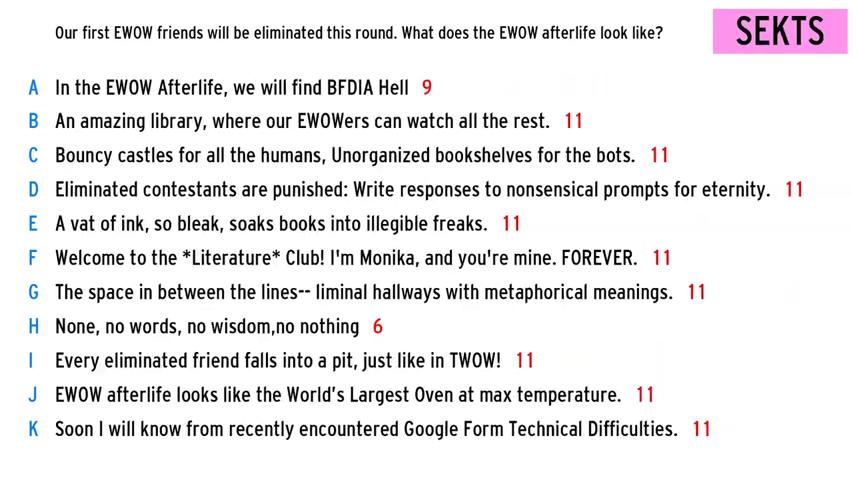 Our first EWOW friends will be eliminated this round. What does the EWOW afterlife look like?
SEKTS
A In the EWOW Afterlife, we will find BFDIA Hell 9
B An amazing library, where our EWOWers can watch all the rest. 11
C Bouncy castles for all the humans, Unorganized bookshelves for the bots. 11
D Eliminated contestants are punished: Write responses to nonsensical prompts for eternity. 11
E A vat of ink, so bleak, soaks books into illegible freaks. 11
F Welcome to the *Literature* Club! I'm Monika, and you're mine. FOREVER. 11
G The space in between the lines-- liminal hallways with metaphorical meanings. 11
H None, no words, no wisdom,no nothing 6
I Every eliminated friend falls into a pit, just like in TWOW! 11
J EWOW afterlife looks like the World’s Largest Oven at max temperature. 11
K Soon I will know from recently encountered Google Form Technical Difficulties. 11